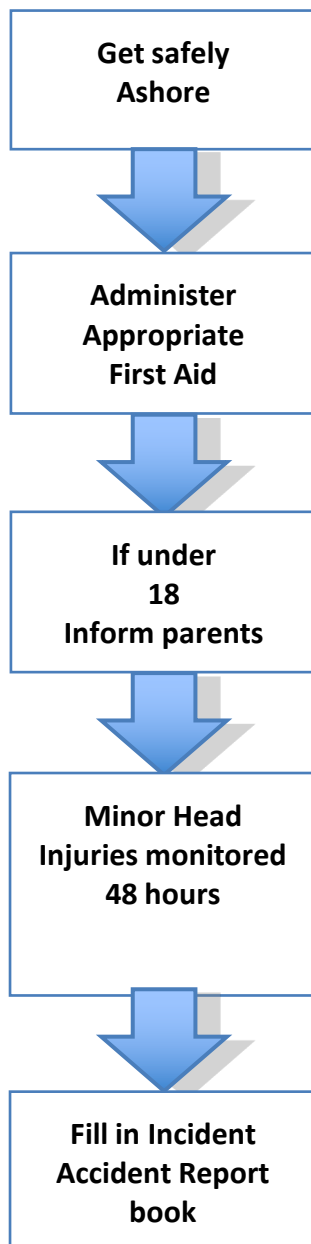 Get safely
Ashore
Administer
Appropriate
First Aid
If under
18
Inform parents
Minor Head
Injuries monitored
48 hours
Fill in Incident
Accident Report
book